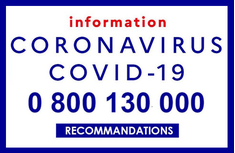 information
CORONAVIRUS
COVID-19
0 800 130 000
RECOMMANDATIONS